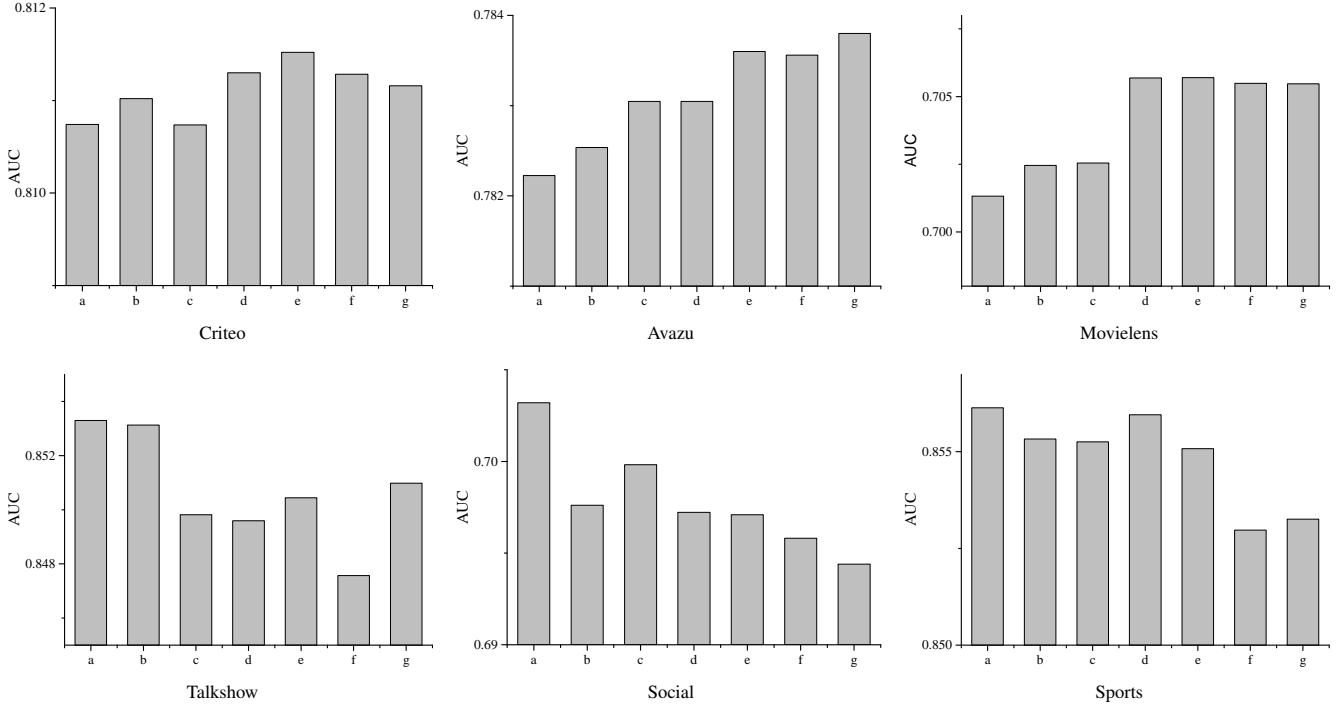 0.812
0.810
AUC
a b c d e f g
Criteo
0.784
0.782
AUC
a b c d e f g
Avazu
0.705
0.700
AUC
a b c d e f g
Movielens
0.852
0.848
AUC
a b c d e f g
Talkshow
0.70
0.69
AUC
a b c d e f g
Social
0.855
0.850
AUC
a b c d e f g
Sports